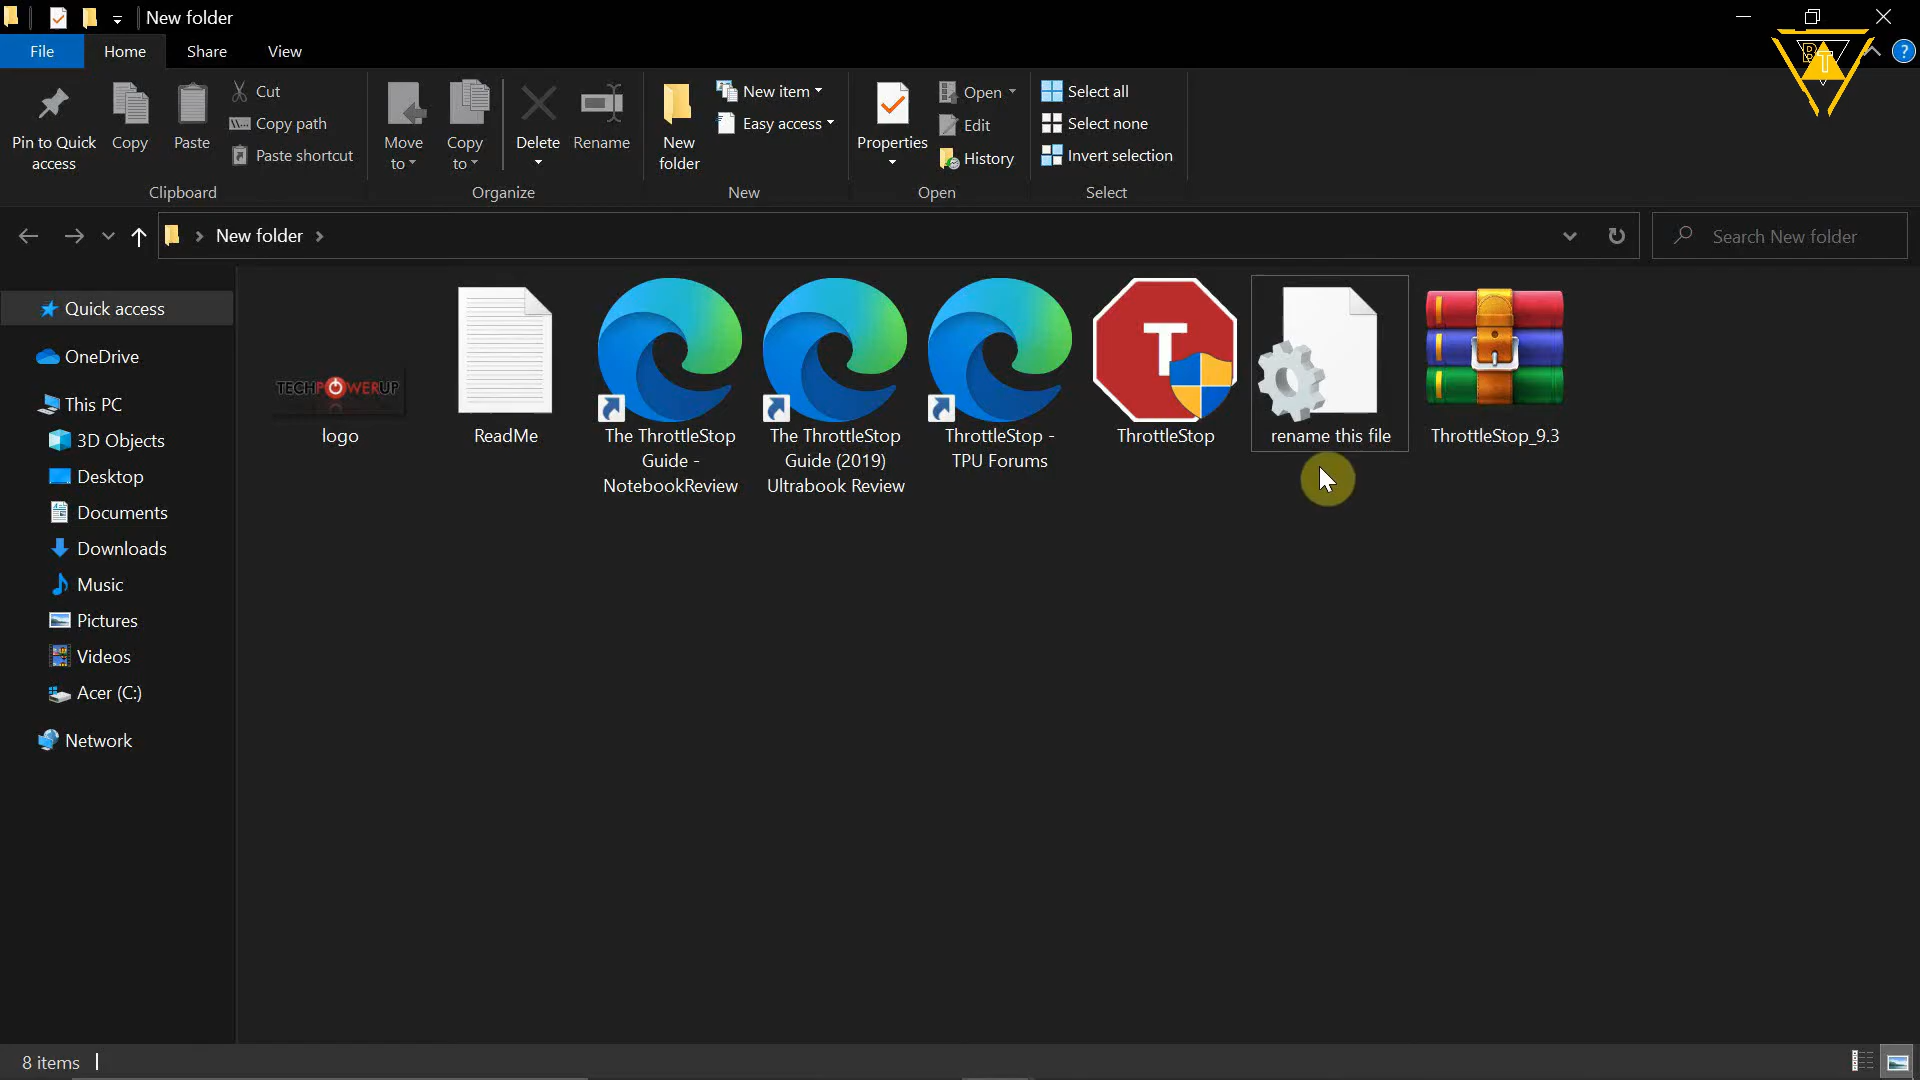 New folder
File
Home
Share
View
Pin to Quick
access
Copy
Paste
Cut
Copy path
Paste shortcut
Clipboard
Move
to
Copy
to
Delete
Rename
Organize
New
folder
New item
Easy access
New
Properties
Open
Edit
History
Open
Select all
Select none
Invert selection
Select
New folder
Search New folder
Quick access
OneDrive
This PC
3D Objects
Desktop
Documents
Downloads
Music
Pictures
Videos
Acer (C:)
Network
TECHPOWERUP
logo
ReadMe
The ThrottleStop
Guide -
NotebookReview
The ThrottleStop
Guide (2019)
Ultrabook Review
ThrottleStop -
TPU Forums
T
ThrottleStop
rename this file
ThrottleStop_9.3
8 items